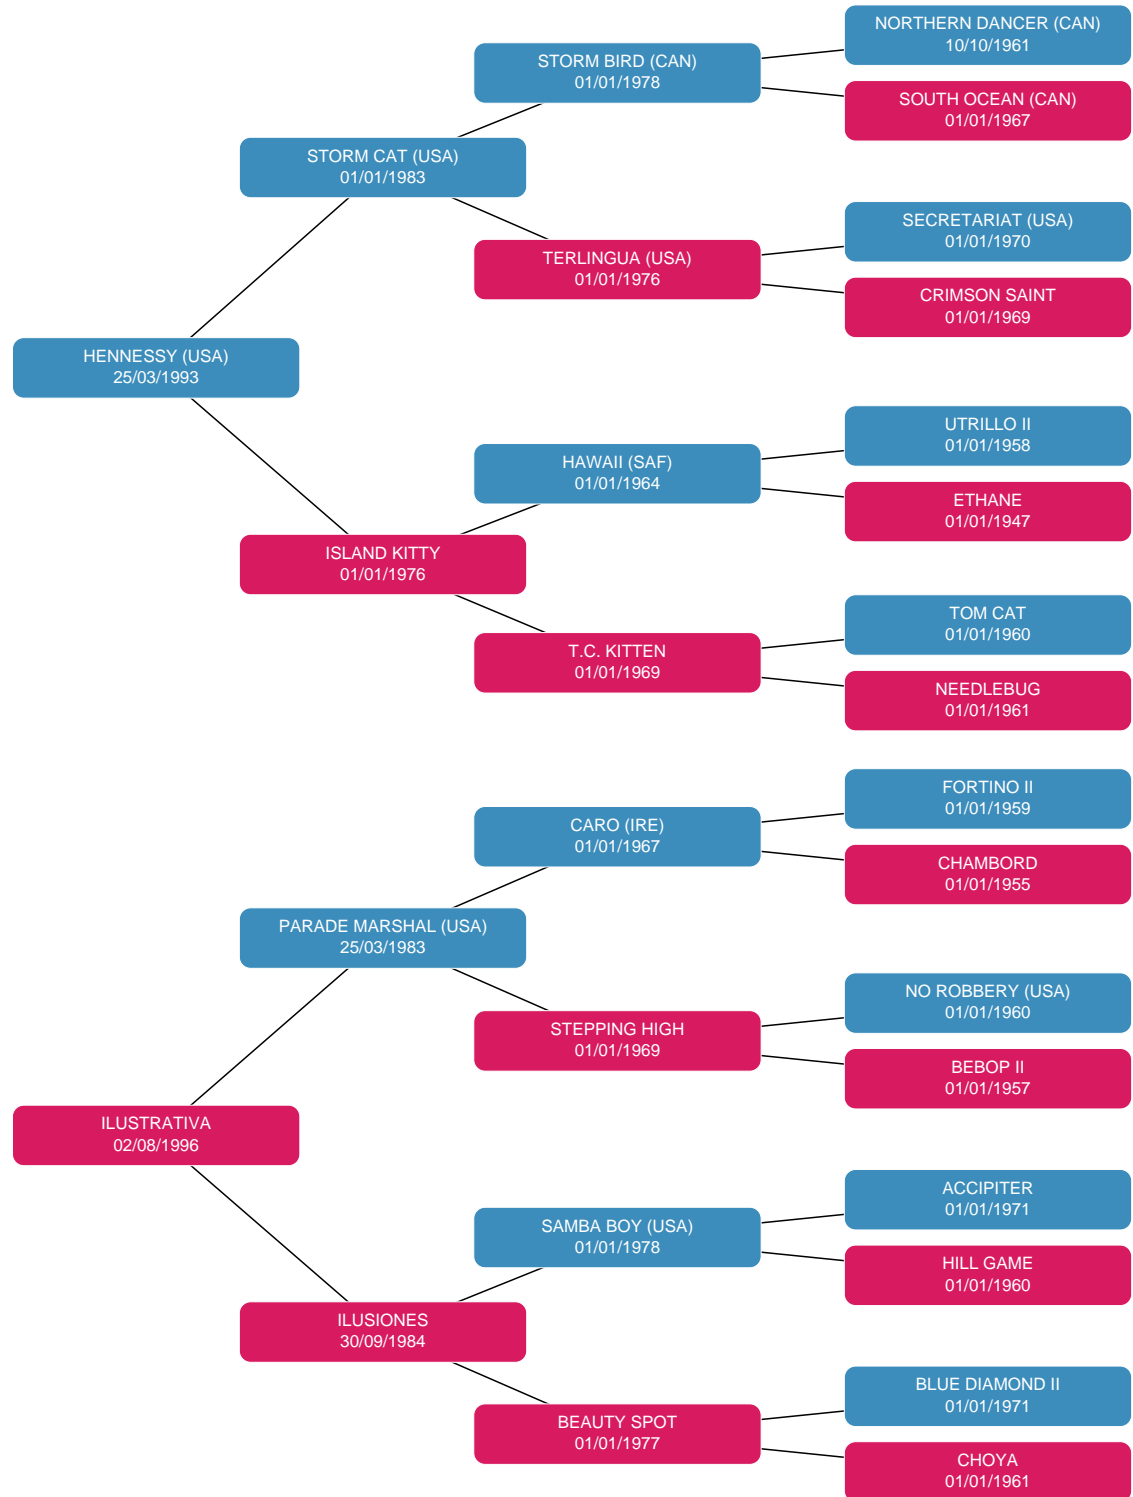 NORTHERN DANCER (CAN)
10/10/1961
STORM BIRD (CAN)
01/01/1978
SOUTH OCEAN (CAN)
01/01/1967
STORM CAT (USA)
01/01/1983
SECRETARIAT (USA)
01/01/1970
TERLINGUA (USA)
01/01/1976
CRIMSON SAINT
01/01/1969
HENNESSY (USA)
25/03/1993
UTRILLO II
01/01/1958
HAWAII (SAF)
01/01/1964
ETHANE
01/01/1947
ISLAND KITTY
01/01/1976
TOM CAT
01/01/1960
T.C. KITTEN
01/01/1969
NEEDLEBUG
01/01/1961
FORTINO II
01/01/1959
CARO (IRE)
01/01/1967
CHAMBORD
01/01/1955
PARADE MARSHAL (USA)
25/03/1983
NO ROBBERY (USA)
01/01/1960
STEPPING HIGH
01/01/1969
BEBOP II
01/01/1957
ILUSTRATIVA
02/08/1996
ACCIPITER
01/01/1971
SAMBA BOY (USA)
01/01/1978
HILL GAME
01/01/1960
ILUSIONES
30/09/1984
BLUE DIAMOND II
01/01/1971
BEAUTY SPOT
01/01/1977
CHOYA
01/01/1961